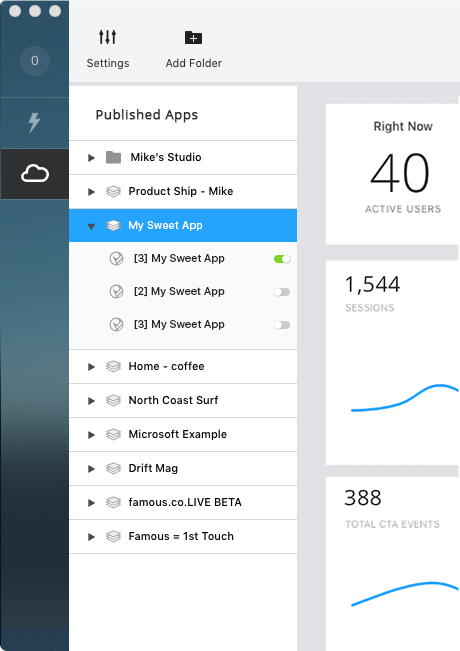 0
Settings
Add Folder
Published Apps
Mike's Studio
Product Ship - Mike
My Sweet App
[3] My Sweet App
[2] My Sweet App
[3] My Sweet App
Home - coffee
North Coast Surf
Microsoft Example
Drift Mag
famous.co.LIVE BETA
Famous = 1st Touch
Right Now
40
ACTIVE USERS
1,544
SESSIONS
388
TOTAL CTA EVENTS